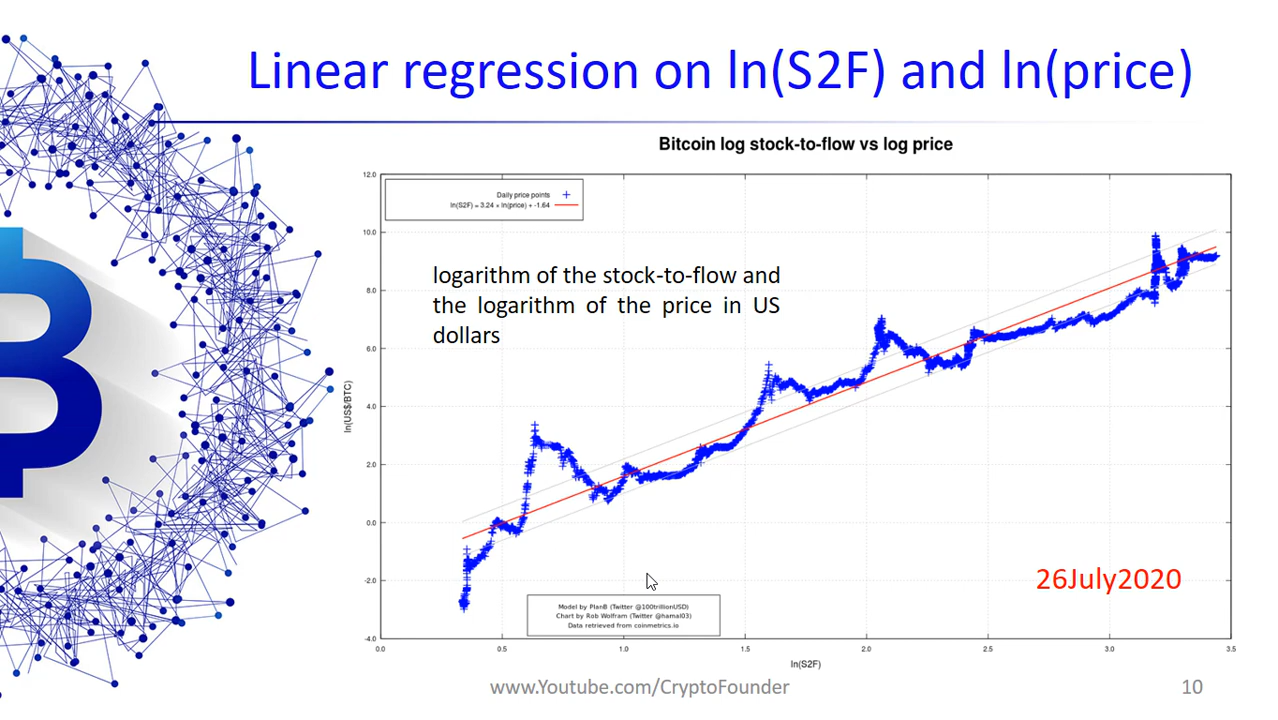 Linear regression on ln(S2F) and ln(price)
Bitcoin log stock-to-flow vs log price
12.0
10.0
8.0
6.0
4.0
2.0
0.0
-2.0
-4.0
ln(US$/BTC)
Daily price points
ln(S2F) = 3.24 * ln(price) + -1.64
logarithm of the stock-to-flow and
the logarithm of the price in US
dollars
26July2020
Model by PlanB (Twitter @100trillionUSD)
Chart by Rob Wolfram (Twitter @hamal03)
Data retrieved from coinmetrics.io
0.0 0.5 1.0 1.5 2.0 2.5 3.0 3.5
ln(S2F)
www.Youtube.com/CryptoFounder
10